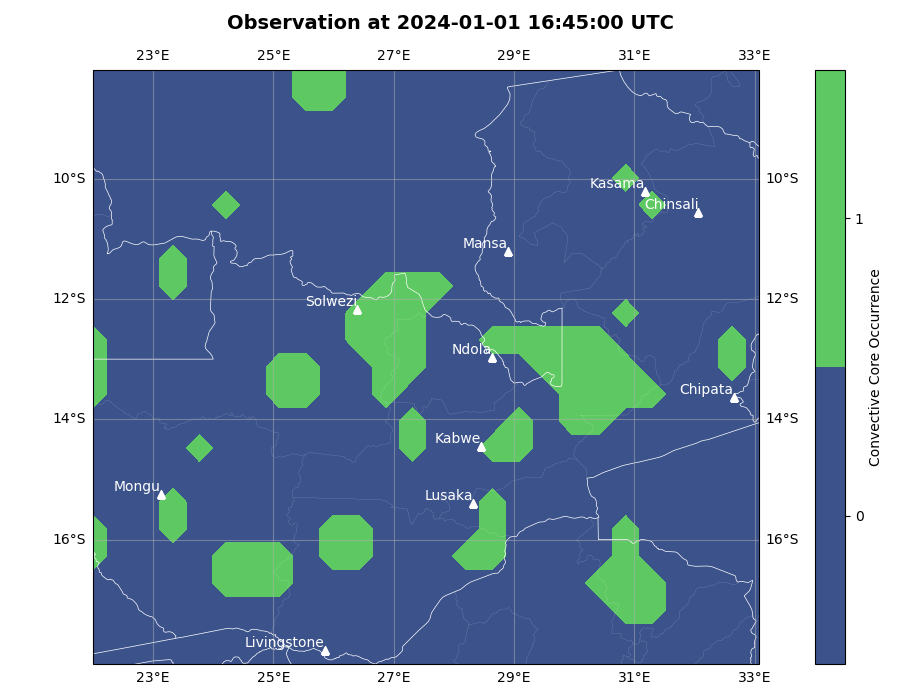 Observation at 2024-01-01 16:45:00 UTC
23°E 25°E 27°E 29°E 31°E 33°E
10°S 10°S
Kasama
Chinsali
Mansa
12°S 12°S
Solwezi
Ndola
Chipata
14°S 14°S
Kabwe
Mongu
Lusaka
16°S 16°S
Livingstone
23°E 25°E 27°E 29°E 31°E 33°E
1
0
Convective Core Occurrence